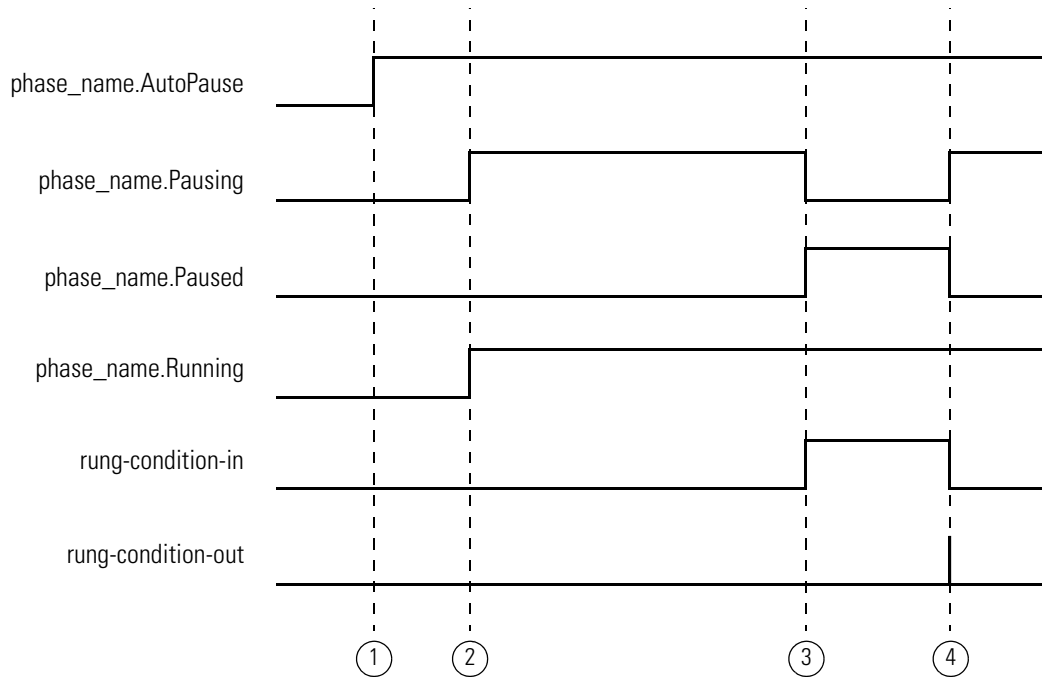 phase_name.AutoPause
phase_name.Pausing
phase_name.Paused
phase_name.Running
rung-condition-in
rung-condition-out
1 2 3 4